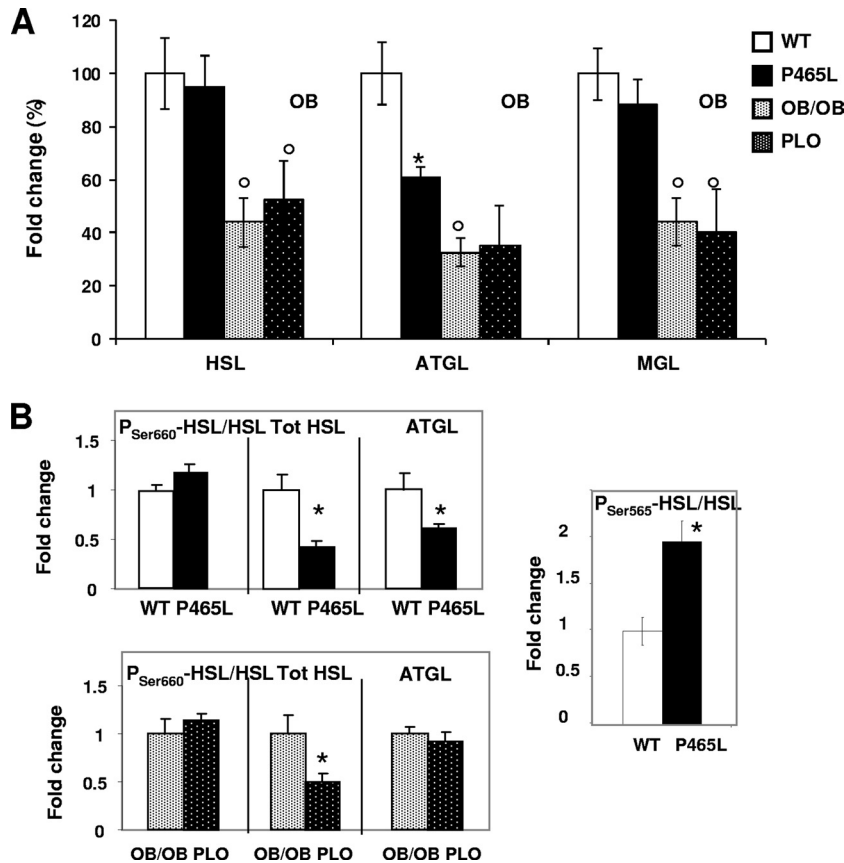 A
Fold change (%)
120
100
80
60
40
20
0
OB
OB
OB
*
HSL
ATGL
MGL
WT
P465L
OB/OB
PLO
B
Fold change
1.5
1
0.5
0
PSer660-HSL/HSL Tot HSL
ATGL
*
*
WT P465L
WT P465L
WT P465L
Fold change
1.5
1
0.5
0
PSer660-HSL/HSL Tot HSL
ATGL
*
OB/OB PLO
OB/OB PLO
OB/OB PLO
Fold change
2
1.5
1
0.5
0
PSer565-HSL/HSL
*
WT
P465L